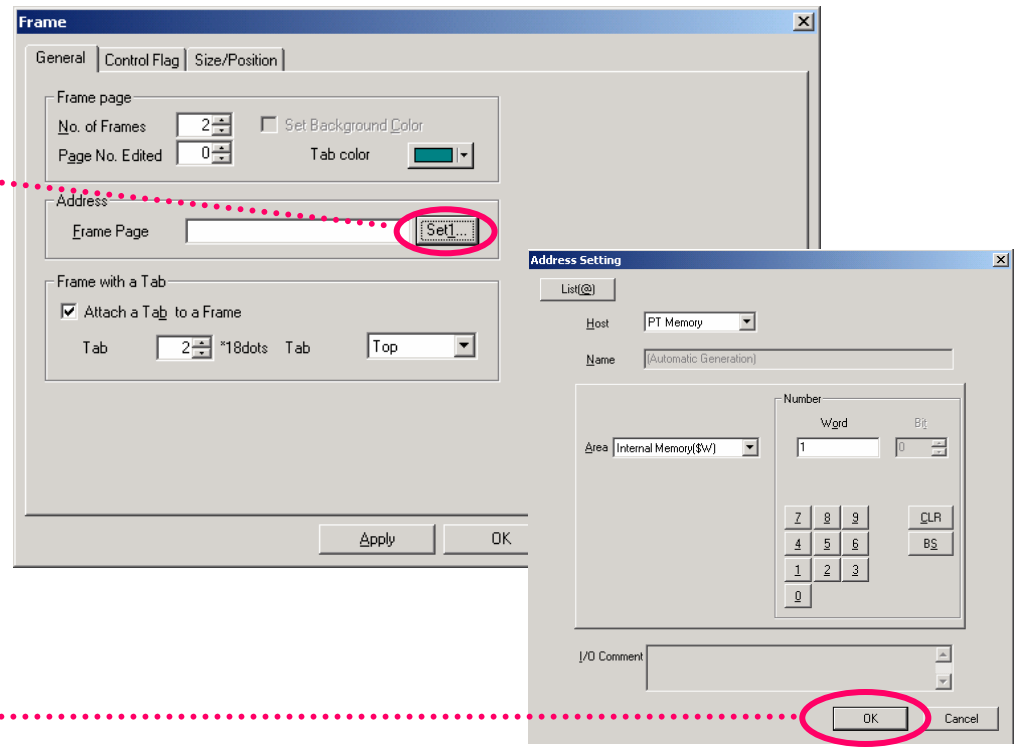 Frame
General Control Flag Size/Position
Frame page
No. of Frames 2 Set Background Color
Page No. Edited 0 Tab color
Address
Frame Page Set1...
Frame with a Tab
Attach a Tab to a Frame
Tab 2 *18dots Tab Top
Apply OK
Address Setting
List(@)
Host PT Memory
Name (Automatic Generation)
Number
Word Bit
Area Internal Memory($W) 1 0
7 8 9 CLR
4 5 6 BS
1 2 3
0
I/O Comment
OK Cancel